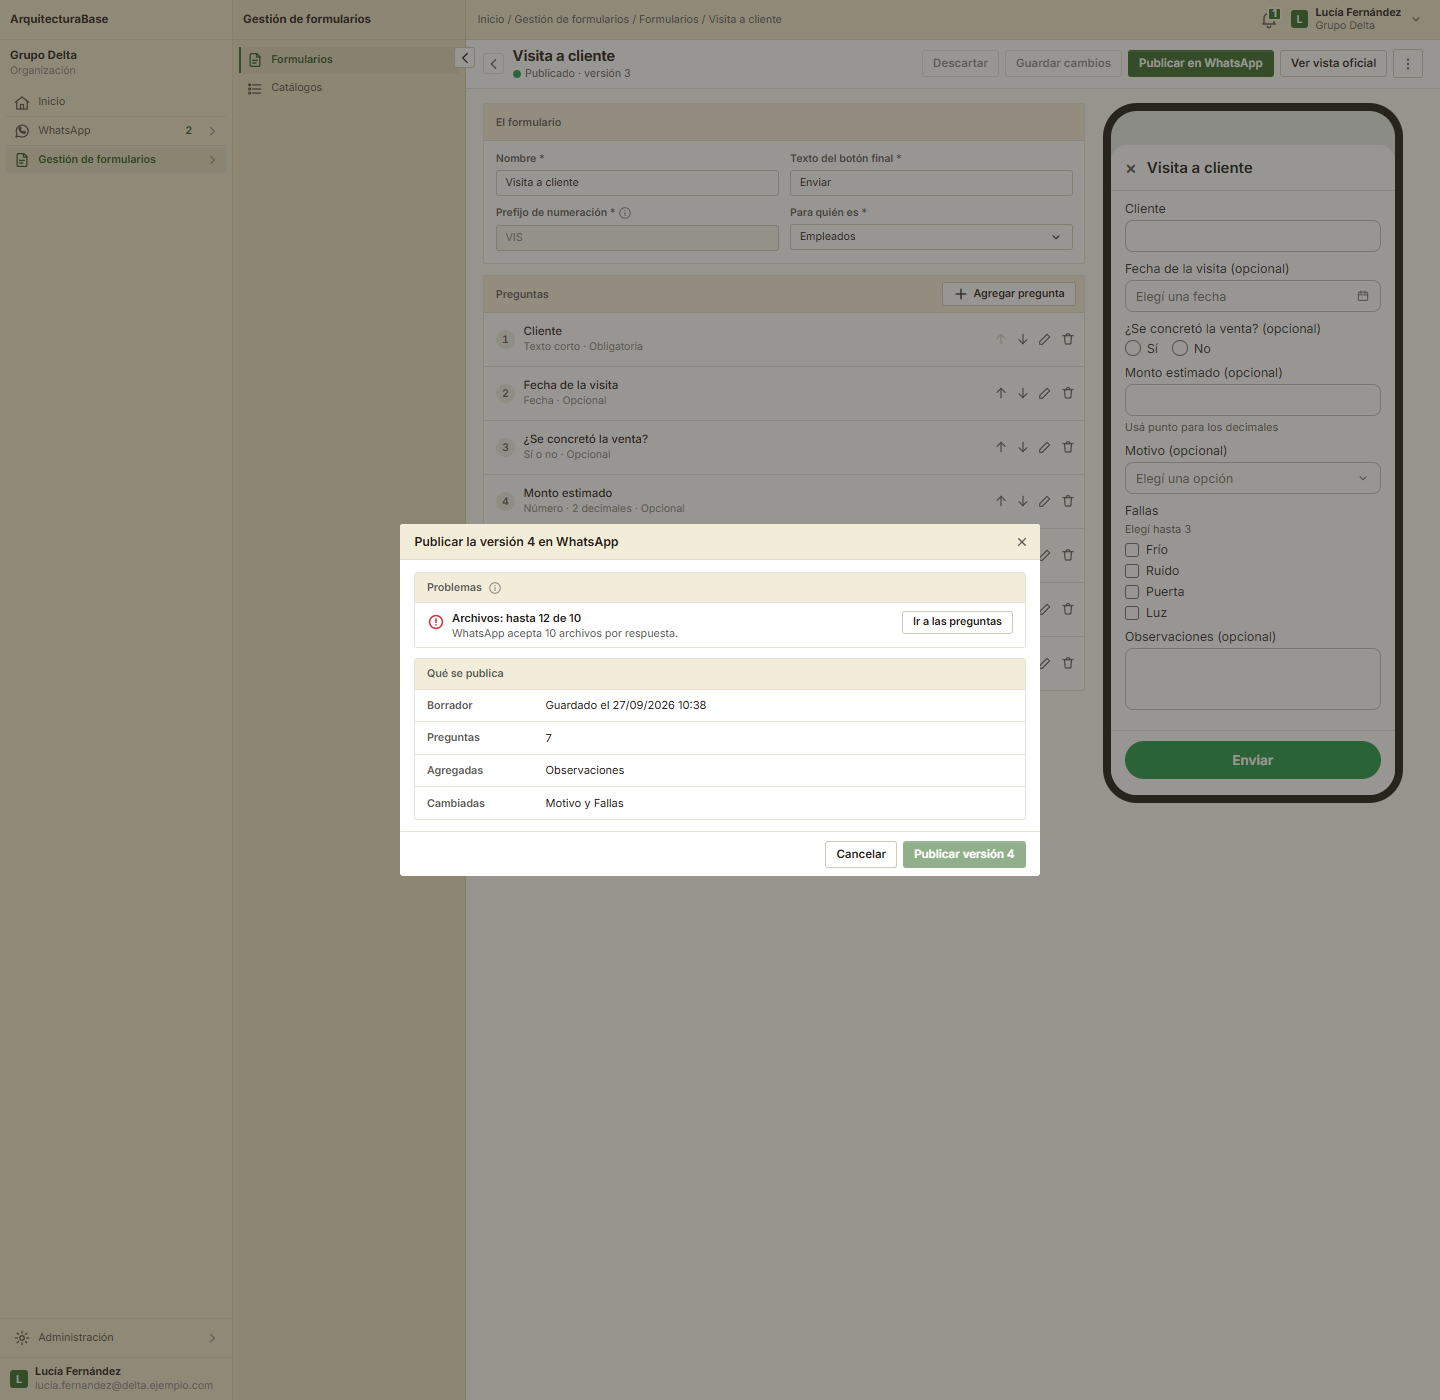 ArquitecturaBase
Gestión de formularios
Inicio / Gestión de formularios / Formularios / Visita a cliente
1
L
Lucía Fernández
Grupo Delta
Grupo Delta
Organización
Inicio
WhatsApp 2
Gestión de formularios
Formularios
Catálogos
Visita a cliente
Publicado · versión 3
Descartar
Guardar cambios
Publicar en WhatsApp
Ver vista oficial
El formulario
Nombre *
Texto del botón final *
Visita a cliente
Enviar
Prefijo de numeración *
Para quién es *
VIS
Empleados
Preguntas
Agregar pregunta
1
Cliente
Texto corto · Obligatoria
2
Fecha de la visita
Fecha · Opcional
3
¿Se concretó la venta?
Sí o no · Opcional
4
Monto estimado
Número · 2 decimales · Opcional
Publicar la versión 4 en WhatsApp
Problemas
Archivos: hasta 12 de 10
WhatsApp acepta 10 archivos por respuesta.
Ir a las preguntas
Qué se publica
Borrador Guardado el 27/09/2026 10:38
Preguntas 7
Agregadas Observaciones
Cambiadas Motivo y Fallas
Cancelar
Publicar versión 4
Visita a cliente
Cliente
Fecha de la visita (opcional)
Elegí una fecha
¿Se concretó la venta? (opcional)
Sí No
Monto estimado (opcional)
Usá punto para los decimales
Motivo (opcional)
Elegí una opción
Fallas
Elegí hasta 3
Frío
Ruido
Puerta
Luz
Observaciones (opcional)
Enviar
Administración
L
Lucía Fernández
lucia.fernandez@delta.ejemplo.com